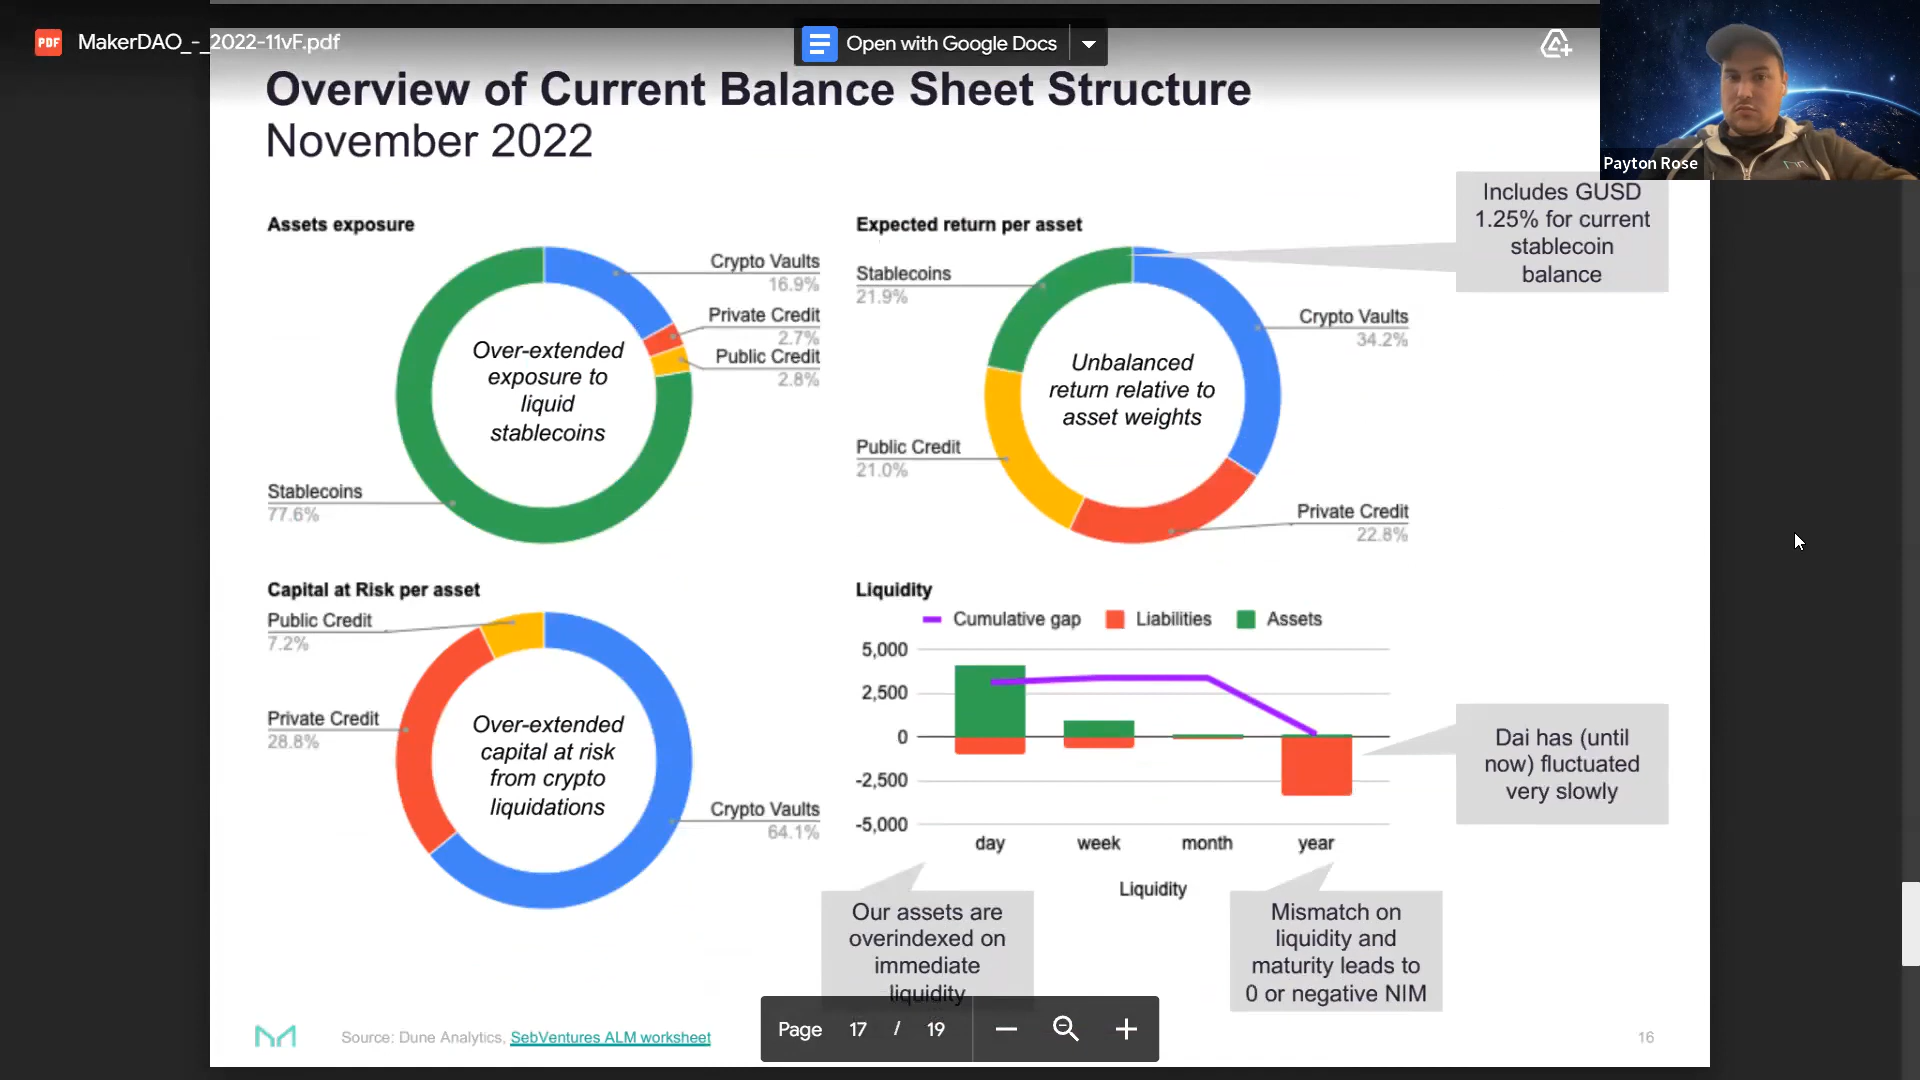 MakerDAO_-_2022-11vF.pdf
Open with Google Docs
Payton Rose
Overview of Current Balance Sheet Structure
November 2022
Includes GUSD
1.25% for current
stablecoin
balance
Assets exposure
Crypto Vaults
16.9%
Private Credit
2.7%
Public Credit
2.8%
Stablecoins
77.6%
Over-extended
exposure to
liquid
stablecoins
Expected return per asset
Stablecoins
21.9%
Crypto Vaults
34.2%
Public Credit
21.0%
Private Credit
22.8%
Unbalanced
return relative to
asset weights
Capital at Risk per asset
Public Credit
7.2%
Private Credit
28.8%
Crypto Vaults
64.1%
Over-extended
capital at risk
from crypto
liquidations
Liquidity
Cumulative gap
Liabilities
Assets
5,000
2,500
0
-2,500
-5,000
day
week
month
year
Liquidity
Dai has (until
now) fluctuated
very slowly
Our assets are
overindexed on
immediate
liquidity
Mismatch on
liquidity and
maturity leads to
0 or negative NIM
Source: Dune Analytics, SebVentures ALM worksheet
16
Page 17 / 19
PDF